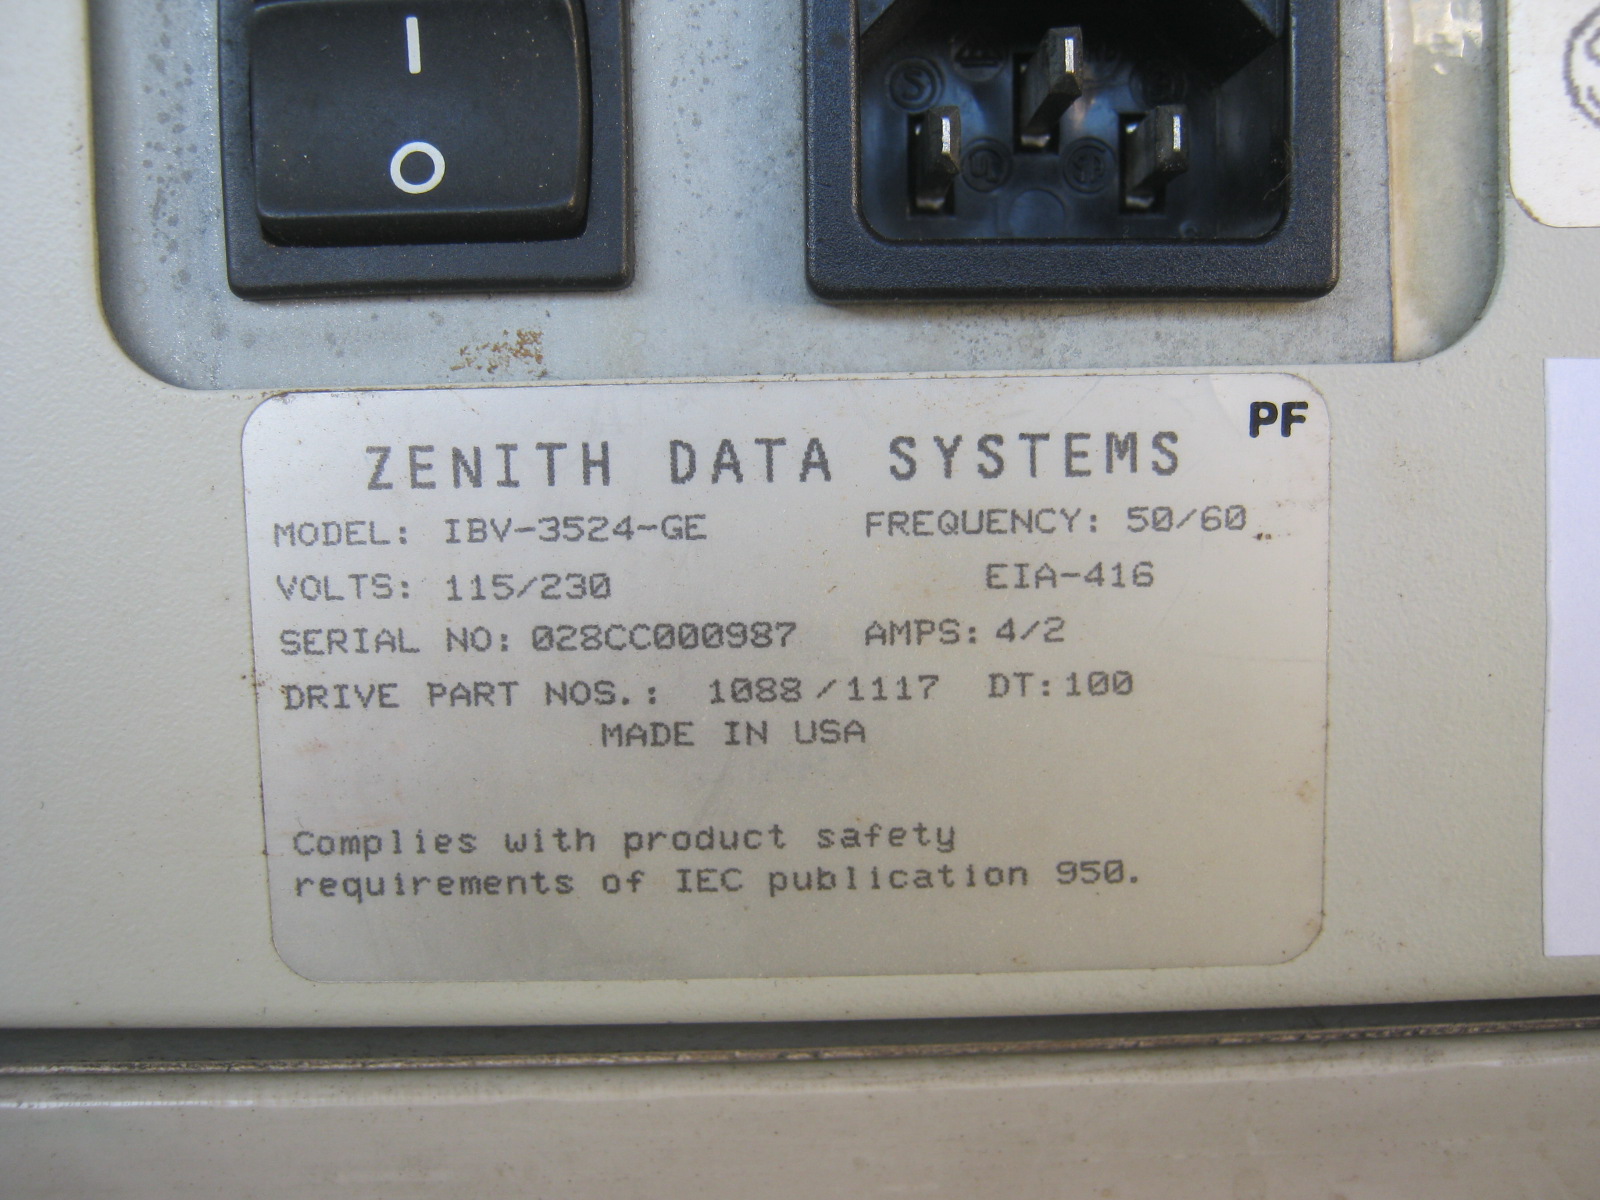 PF
ZENITH DATA SYSTEMS
MODEL: IBV-3524-GE FREQUENCY: 50/60
VOLTS: 115/230 EIA-416
SERIAL NO: 028CC000987 AMPS: 4/2
DRIVE PART NOS.: 1088/1117 DT:100
MADE IN USA
Complies with product safety
requirements of IEC publication 950.